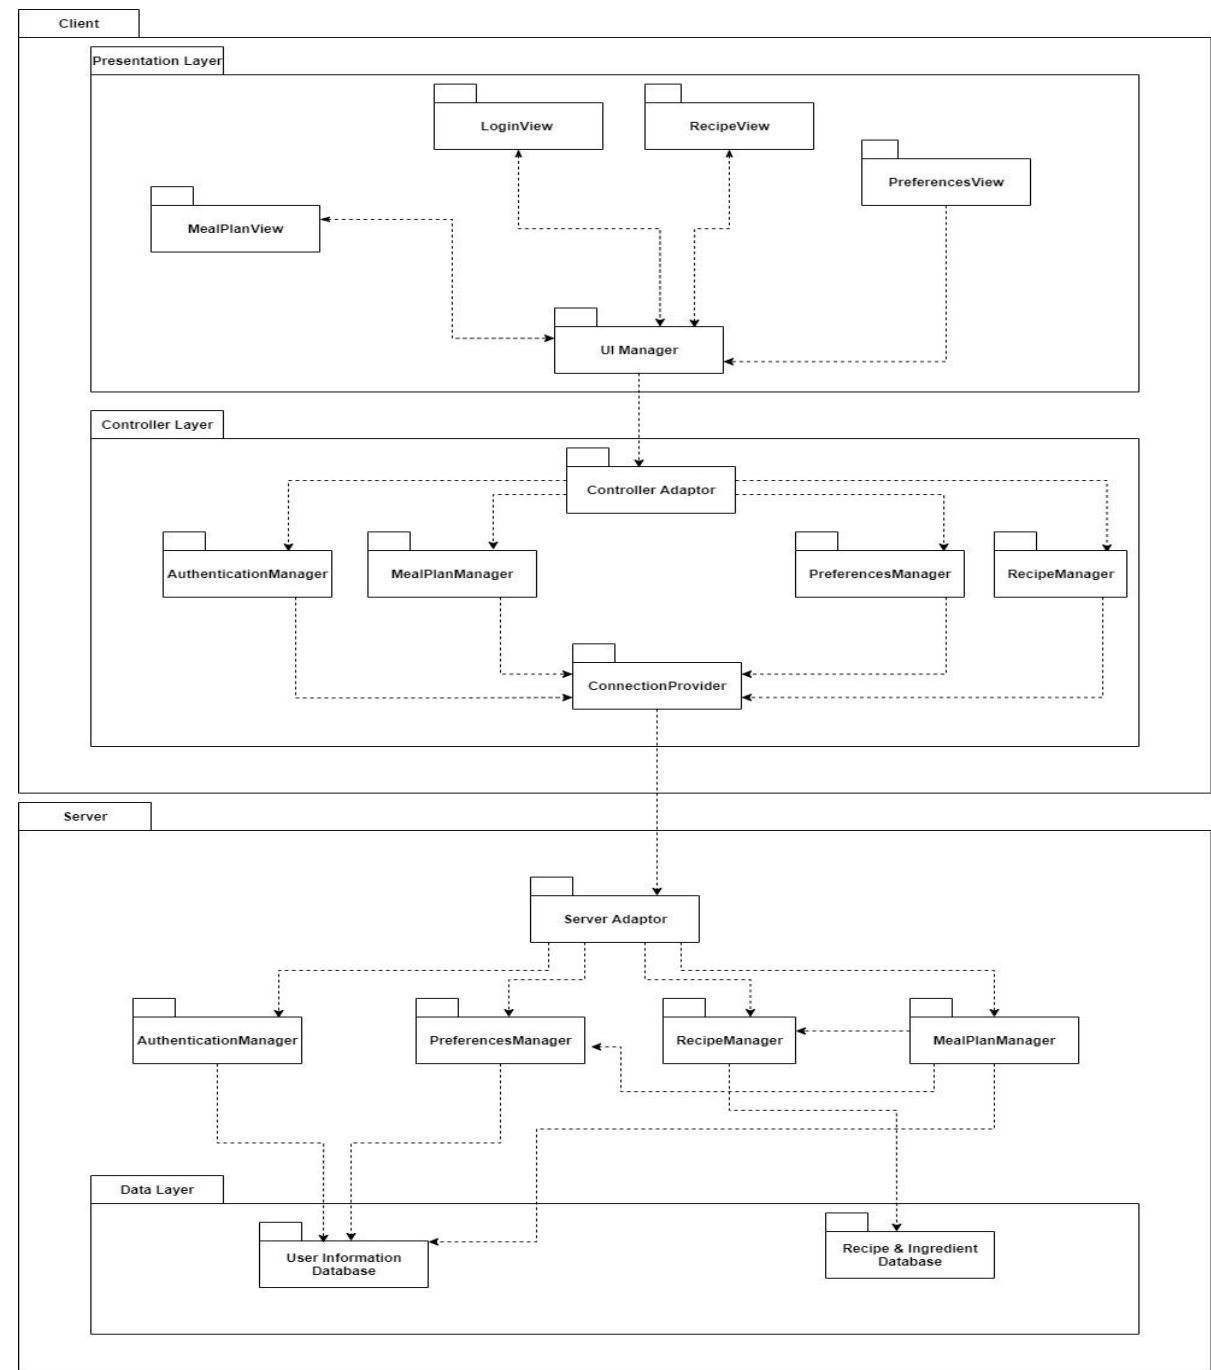 Client
Presentation Layer
LoginView
RecipeView
PreferencesView
MealPlanView
UI Manager
Controller Layer
Controller Adaptor
AuthenticationManager
MealPlanManager
PreferencesManager
RecipeManager
ConnectionProvider
Server
Server Adaptor
AuthenticationManager
PreferencesManager
RecipeManager
MealPlanManager
Data Layer
User Information
Database
Recipe & Ingredient
Database